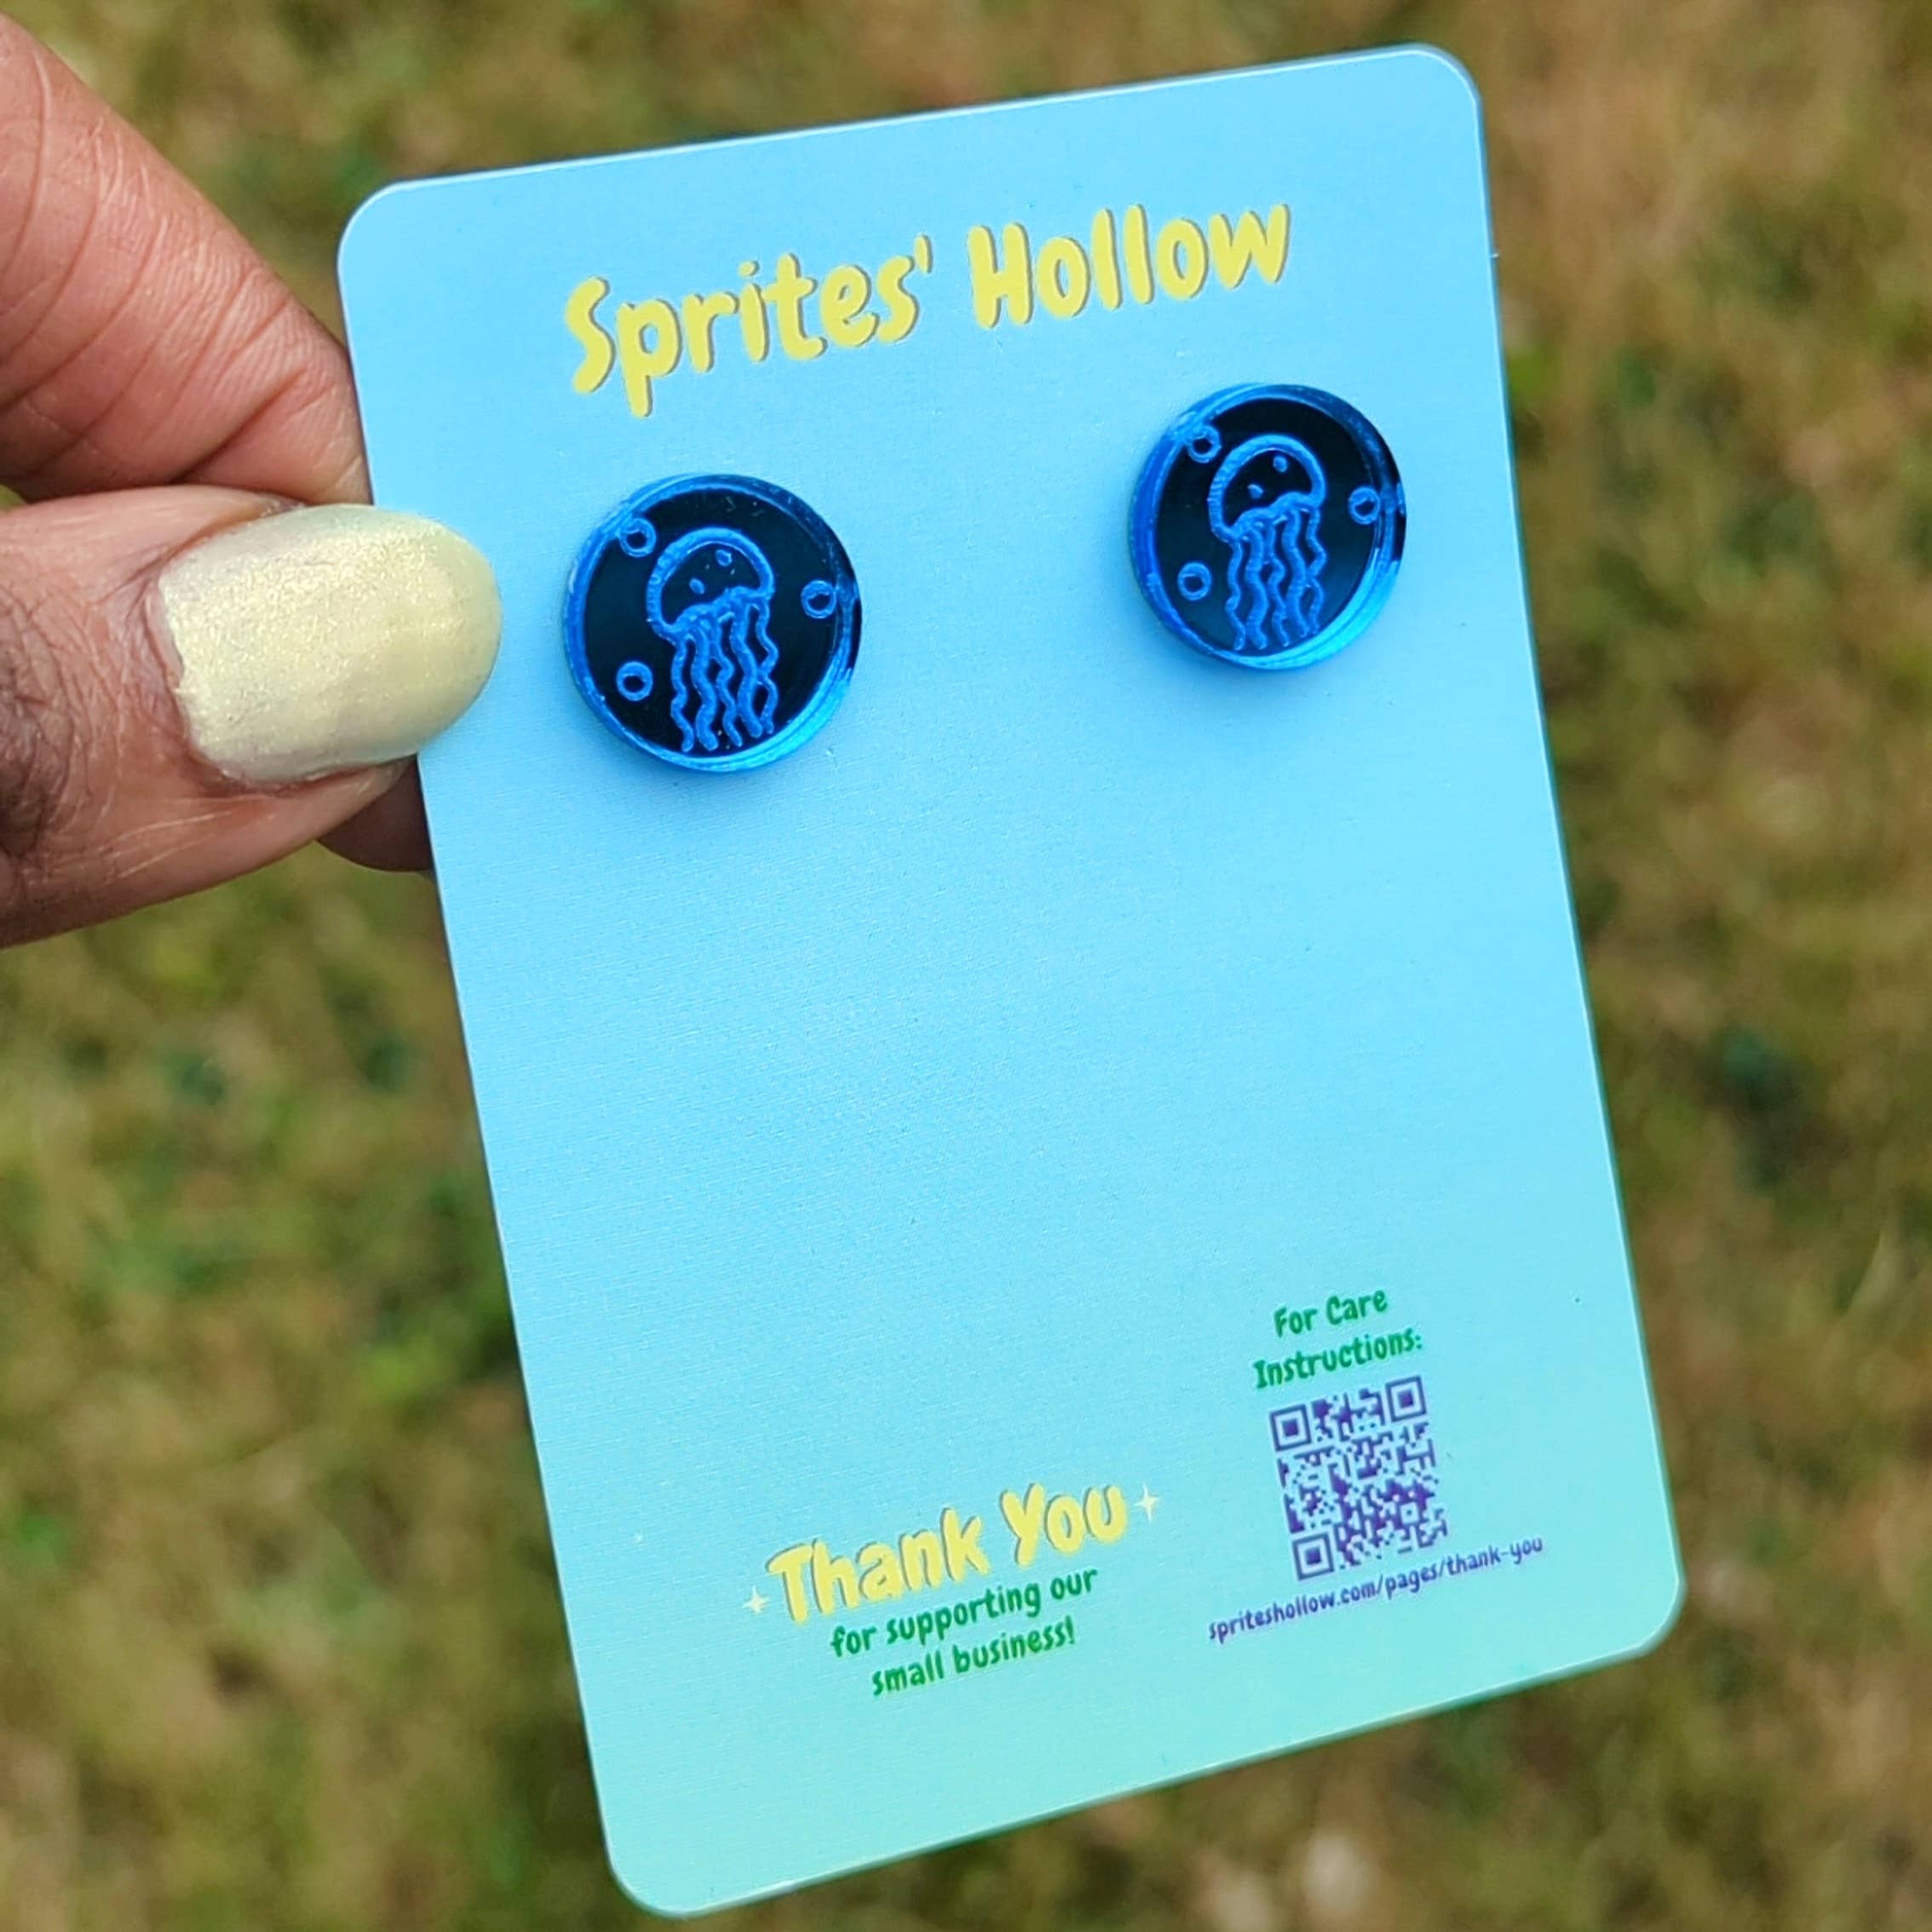 Sprites' Hollow
For Care
Instructions:
Thank You
for supporting our
small business!
spriteshollow.com/pages/thank-you